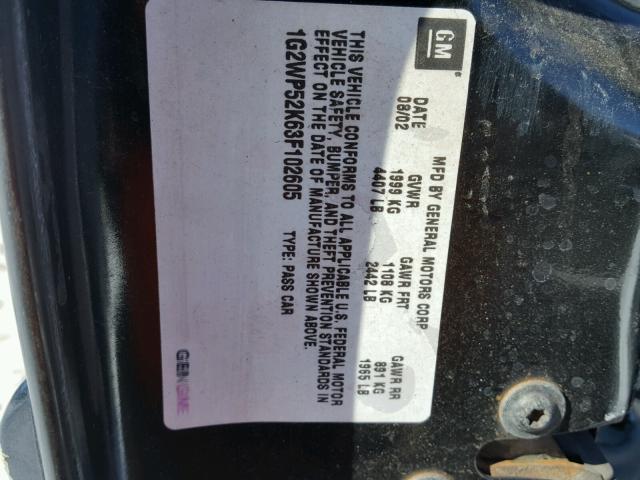 GM
DATE GVWR GAWR FRT GAWR RR
MFD BY GENERAL MOTORS CORP
08/02 1999 KG 1108 KG 891 KG
4407 LB 2442 LB 1965 LB
THIS VEHICLE CONFORMS TO ALL APPLICABLE U.S. FEDERAL MOTOR
VEHICLE SAFETY, BUMPER, AND THEFT PREVENTION STANDARDS IN
EFFECT ON THE DATE OF MANUFACTURE SHOWN ABOVE.
1G2WP52K63F102605 TYPE: PASS CAR